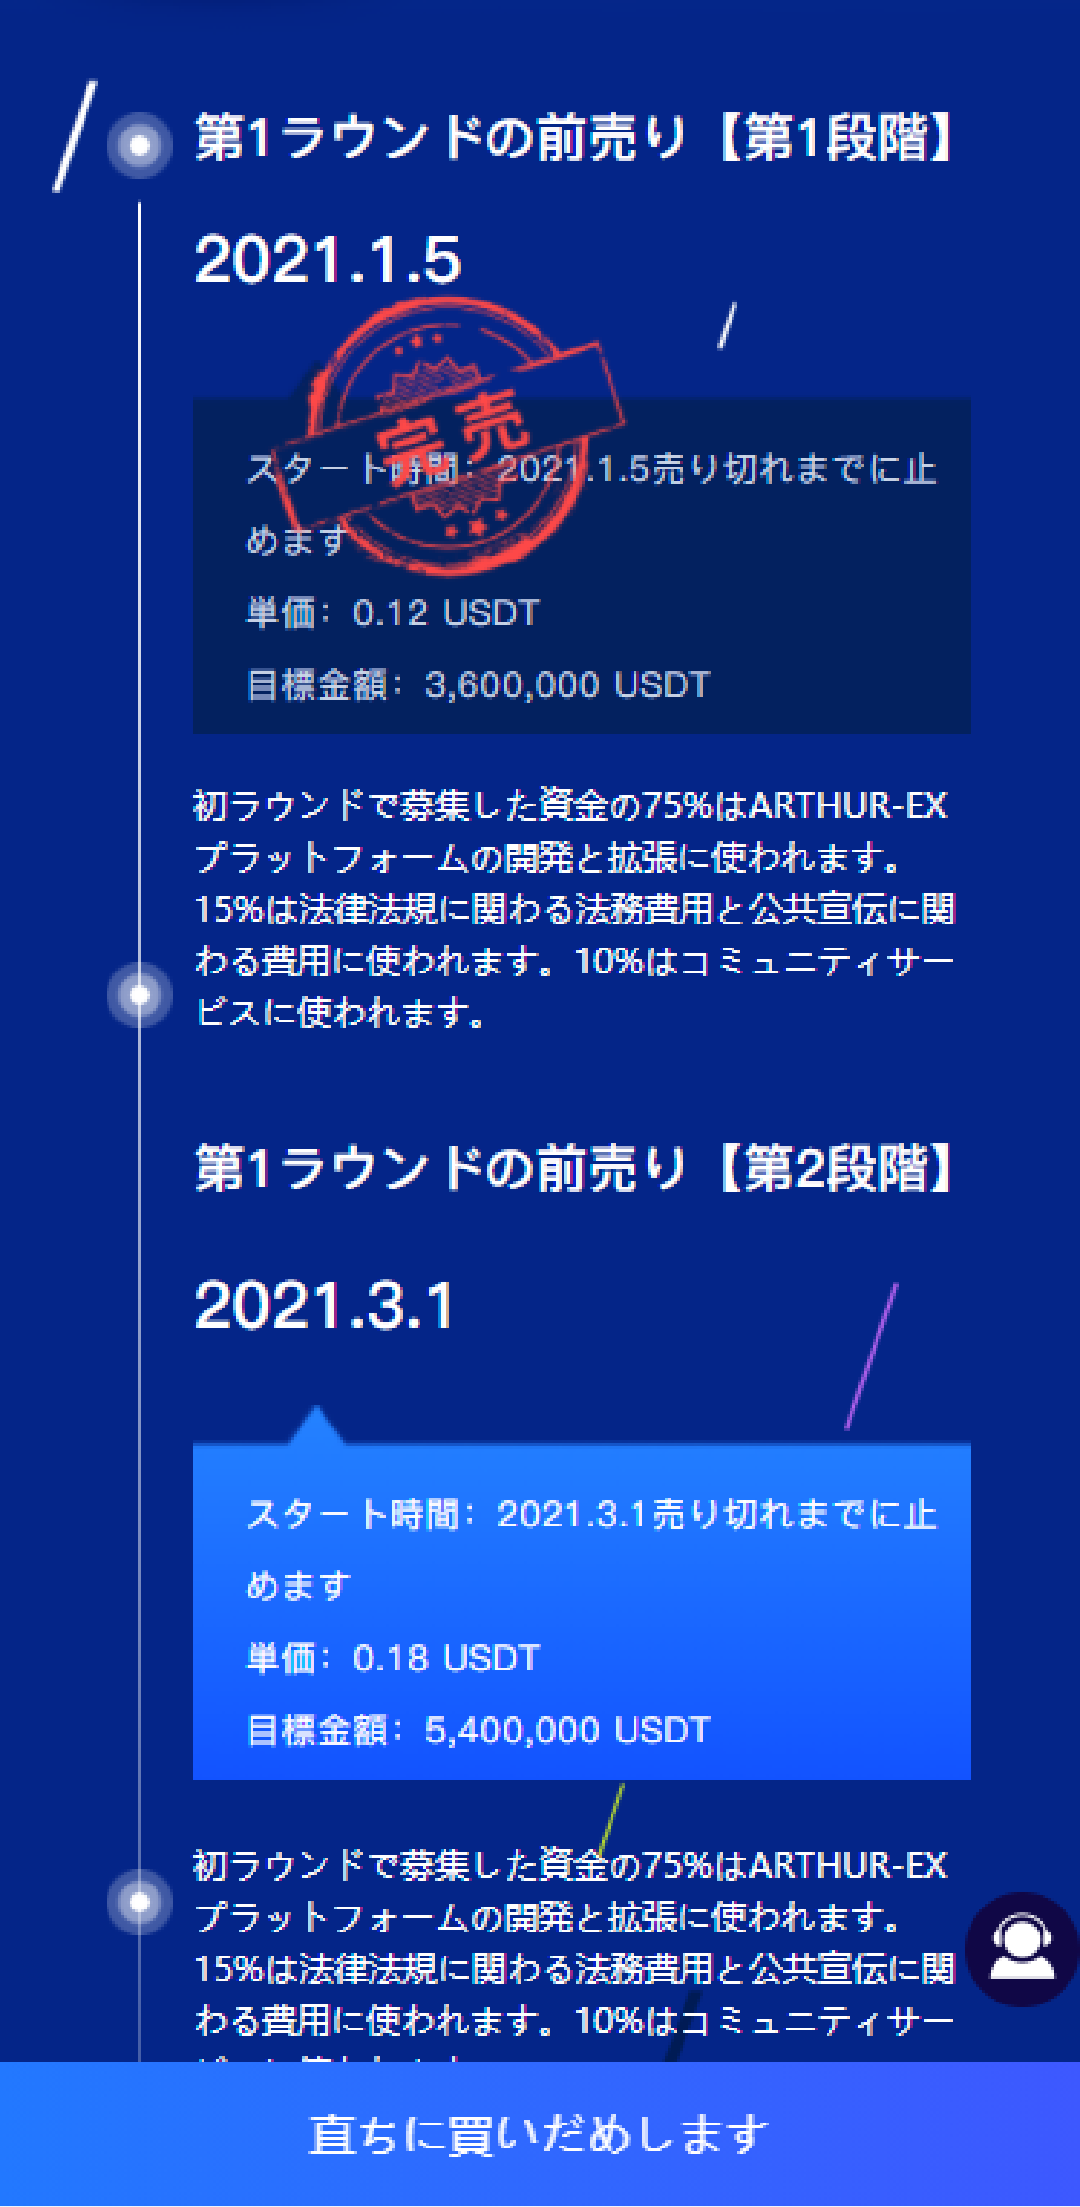 第1ラウンドの前売り【第1段階】
2021.1.5
完売
スタート時間：2021.1.5売り切れまでに止
めます
単価：0.12 USDT
目標金額：3,600,000 USDT
初ラウンドで募集した資金の75%はARTHUR-EX
プラットフォームの開発と拡張に使われます。
15%は法律法規に関わる法務費用と公共宣伝に関
わる費用に使われます。10%はコミュニティサー
ビスに使われます。
第1ラウンドの前売り【第2段階】
2021.3.1
スタート時間：2021.3.1売り切れまでに止
めます
単価：0.18 USDT
目標金額：5,400,000 USDT
初ラウンドで募集した資金の75%はARTHUR-EX
プラットフォームの開発と拡張に使われます。
15%は法律法規に関わる法務費用と公共宣伝に関
わる費用に使われます。10%はコミュニティサー
直ちに買いだめします